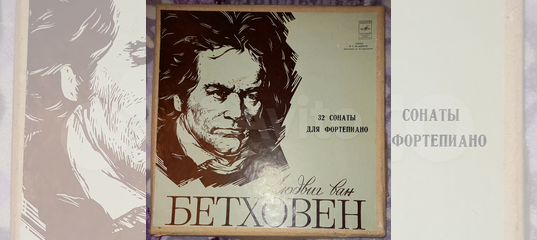 32 СОНАТЫ
ДЛЯ ФОРТЕПИАНО
Людвиг ван
БЕТХОВЕН
СОНАТЫ
ФОРТЕПИАНО